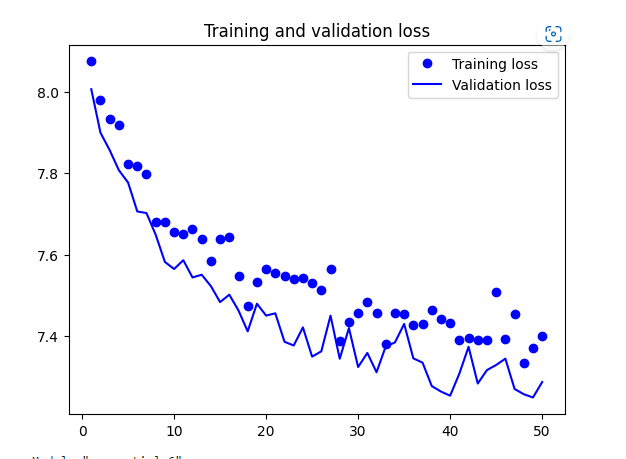 Training and validation loss
Training loss
Validation loss
8.0
7.8
7.6
7.4
0 10 20 30 40 50